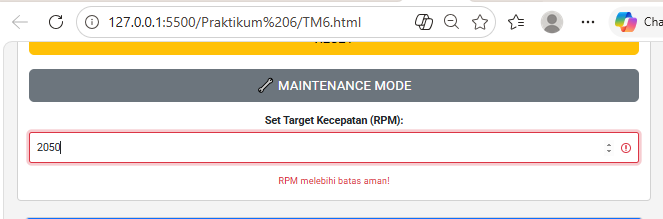 127.0.0.1:5500/Praktikum%206/TM6.html
Cha
RESET
MAINTENANCE MODE
Set Target Kecepatan (RPM):
2050
RPM melebihi batas aman!